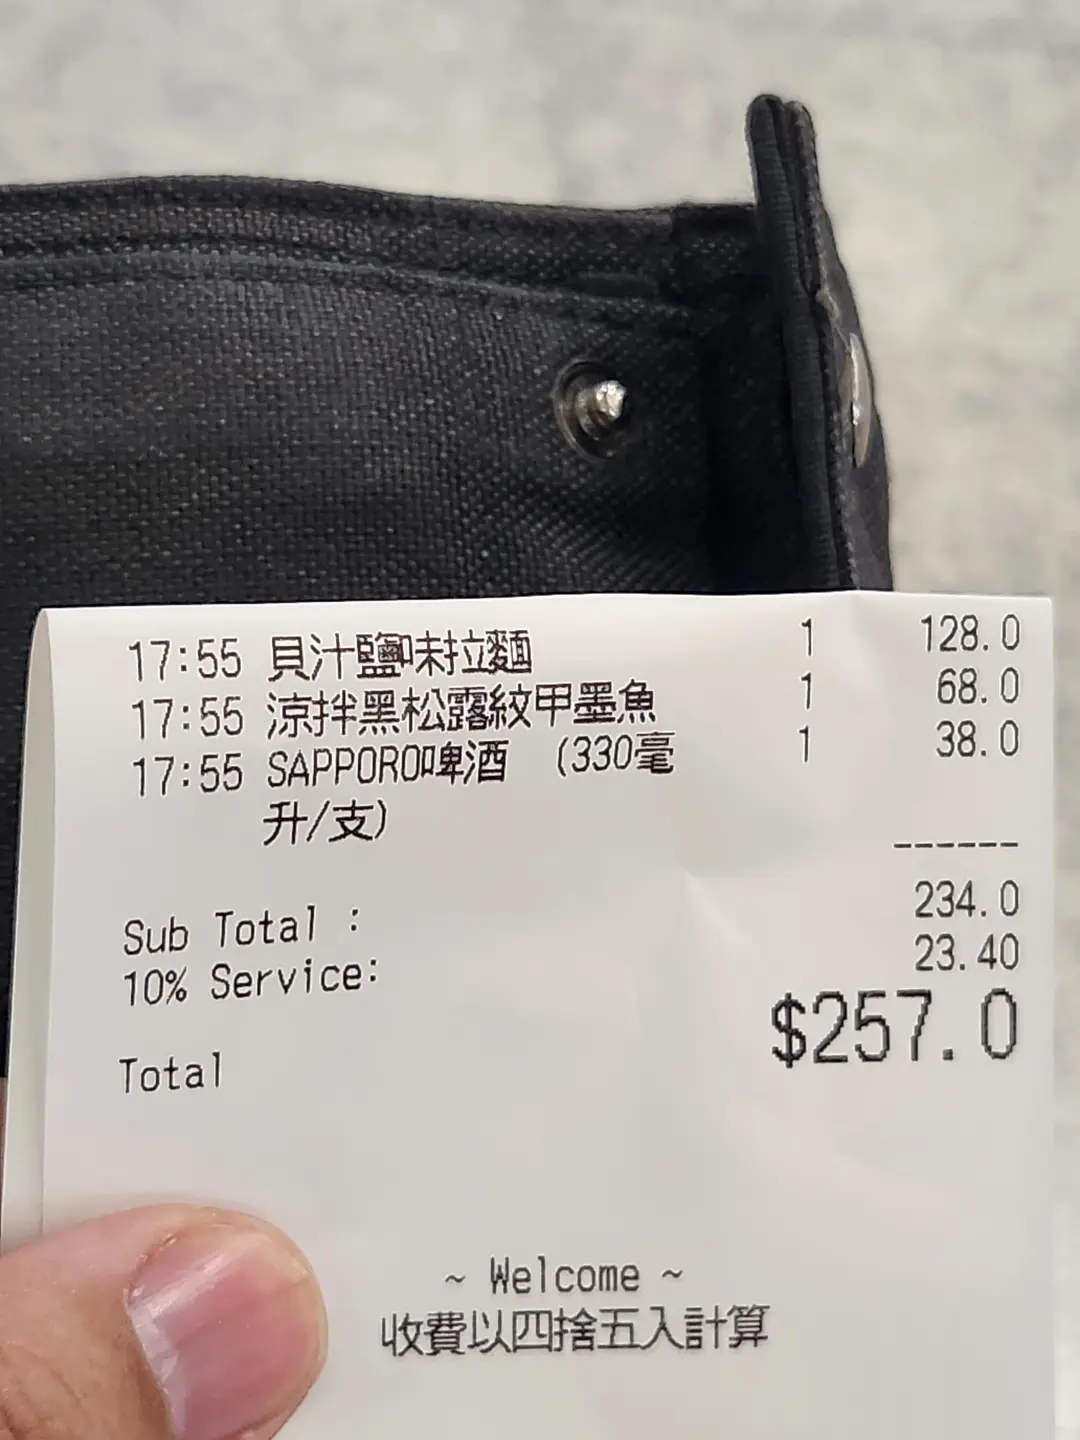 17:55 貝汁鹽味拉麵 1 128.0
17:55 涼拌黑松露紋甲墨魚 1 68.0
17:55 SAPPORO啤酒 (330毫 1 38.0
升/支)
------
Sub Total : 234.0
10% Service: 23.40
Total $257.0
~ Welcome ~
收費以四捨五入計算